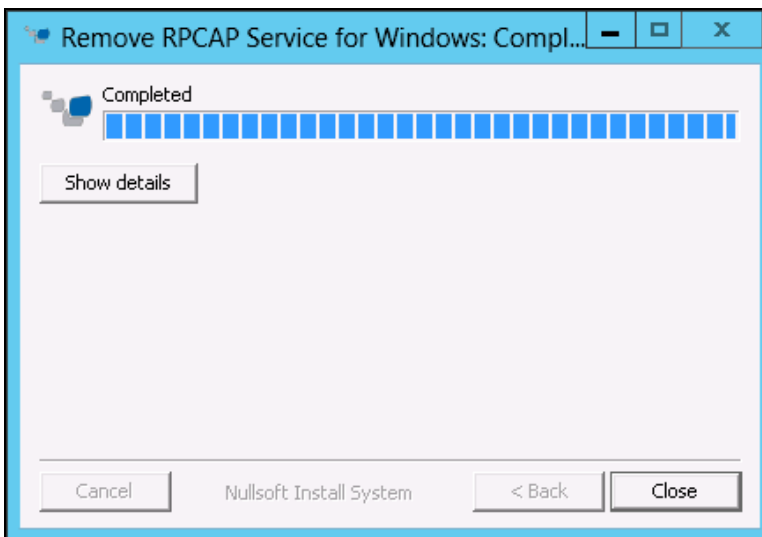 Remove RPCAP Service for Windows: Compl...
Completed
Show details
Cancel
Nullsoft Install System
< Back
Close